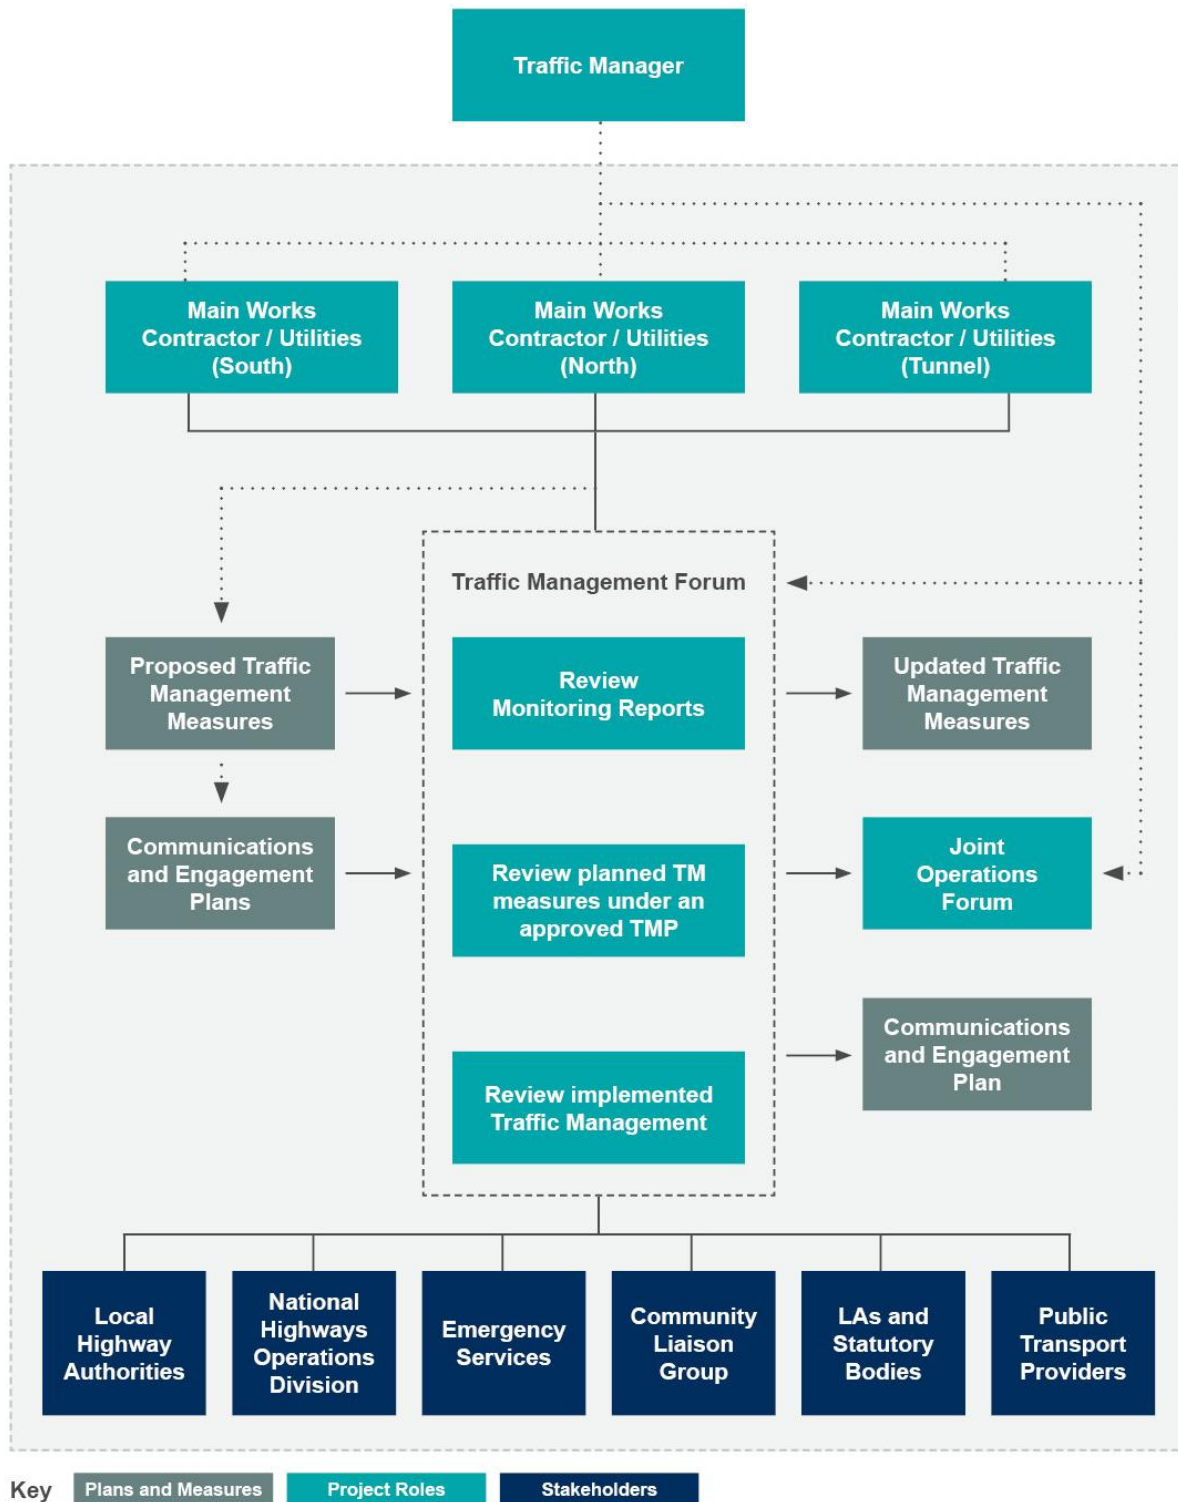 Traffic Manager
Main Works
Contractor / Utilities
(South)
Main Works
Contractor / Utilities
(North)
Main Works
Contractor / Utilities
(Tunnel)
Traffic Management Forum
Proposed Traffic
Management
Measures
Review
Monitoring Reports
Updated Traffic
Management
Measures
Communications
and Engagement
Plans
Review planned TM
measures under an
approved TMP
Joint
Operations
Forum
Review implemented
Traffic Management
Communications
and Engagement
Plan
Local
Highway
Authorities
National
Highways
Operations
Division
Emergency
Services
Community
Liaison
Group
LAs and
Statutory
Bodies
Public
Transport
Providers
Key
Plans and Measures
Project Roles
Stakeholders